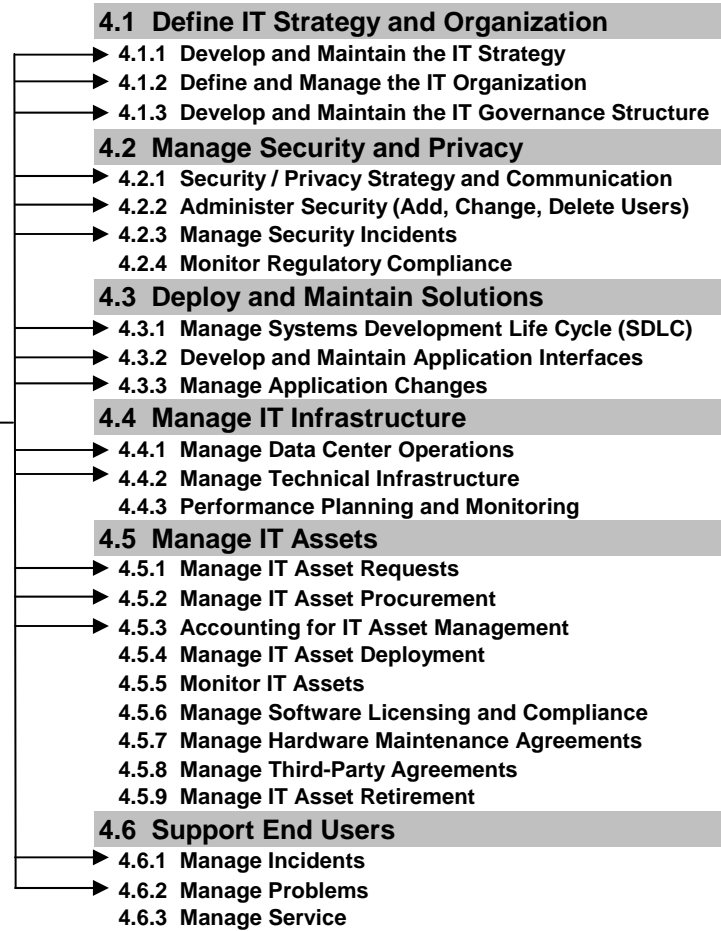 4.1 Define IT Strategy and Organization
4.1.1 Develop and Maintain the IT Strategy
4.1.2 Define and Manage the IT Organization
4.1.3 Develop and Maintain the IT Governance Structure
4.2 Manage Security and Privacy
4.2.1 Security / Privacy Strategy and Communication
4.2.2 Administer Security (Add, Change, Delete Users)
4.2.3 Manage Security Incidents
4.2.4 Monitor Regulatory Compliance
4.3 Deploy and Maintain Solutions
4.3.1 Manage Systems Development Life Cycle (SDLC)
4.3.2 Develop and Maintain Application Interfaces
4.3.3 Manage Application Changes
4.4 Manage IT Infrastructure
4.4.1 Manage Data Center Operations
4.4.2 Manage Technical Infrastructure
4.4.3 Performance Planning and Monitoring
4.5 Manage IT Assets
4.5.1 Manage IT Asset Requests
4.5.2 Manage IT Asset Procurement
4.5.3 Accounting for IT Asset Management
4.5.4 Manage IT Asset Deployment
4.5.5 Monitor IT Assets
4.5.6 Manage Software Licensing and Compliance
4.5.7 Manage Hardware Maintenance Agreements
4.5.8 Manage Third-Party Agreements
4.5.9 Manage IT Asset Retirement
4.6 Support End Users
4.6.1 Manage Incidents
4.6.2 Manage Problems
4.6.3 Manage Service